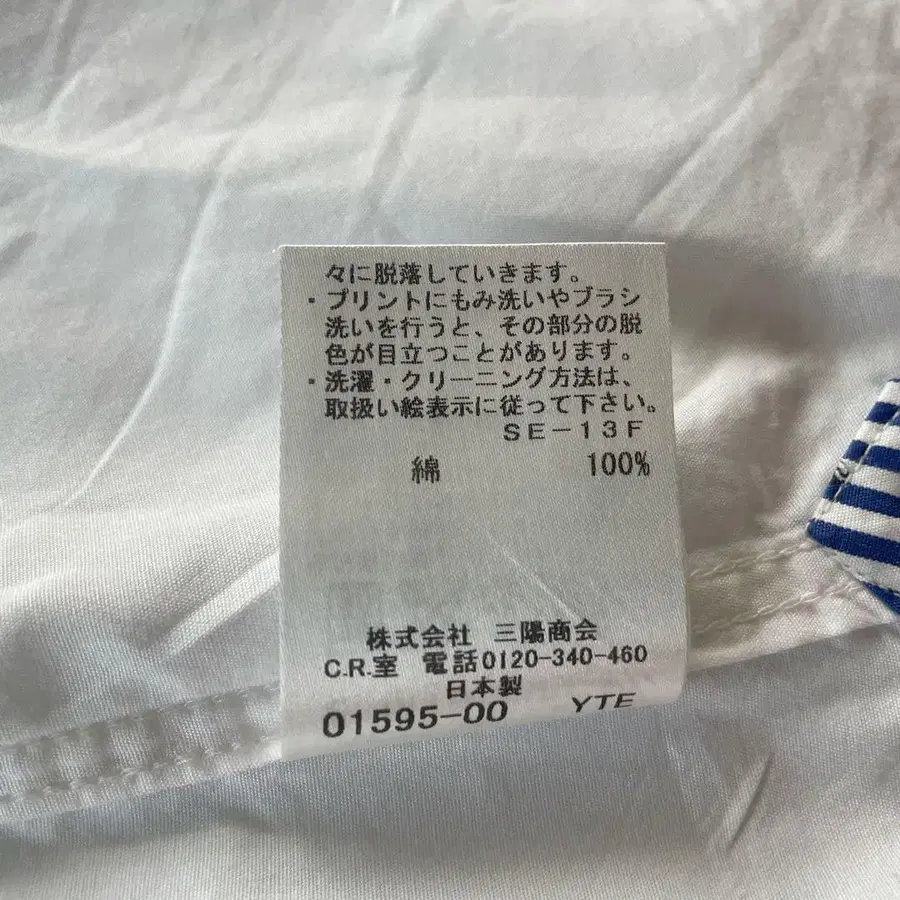 々に脱落していきます。
・プリントにもみ洗いやブラシ
洗いを行うと、その部分の脱
色が目立つことがあります。
・洗濯・クリーニング方法は、
取扱い絵表示に従って下さい。
SE-13F
綿 100%
株式会社 三陽商会
C.R.室 電話0120-340-460
日本製
01595-00 YTE